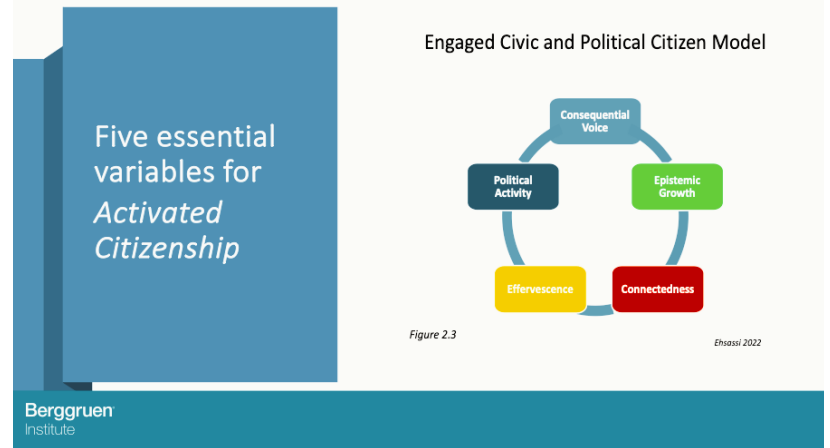 Five essential
variables for
Activated
Citizenship
Engaged Civic and Political Citizen Model
Consequential
Voice
Epistemic
Growth
Connectedness
Effervescence
Political
Activity
Figure 2.3
Ehsassi 2022
Berggruen
Institute